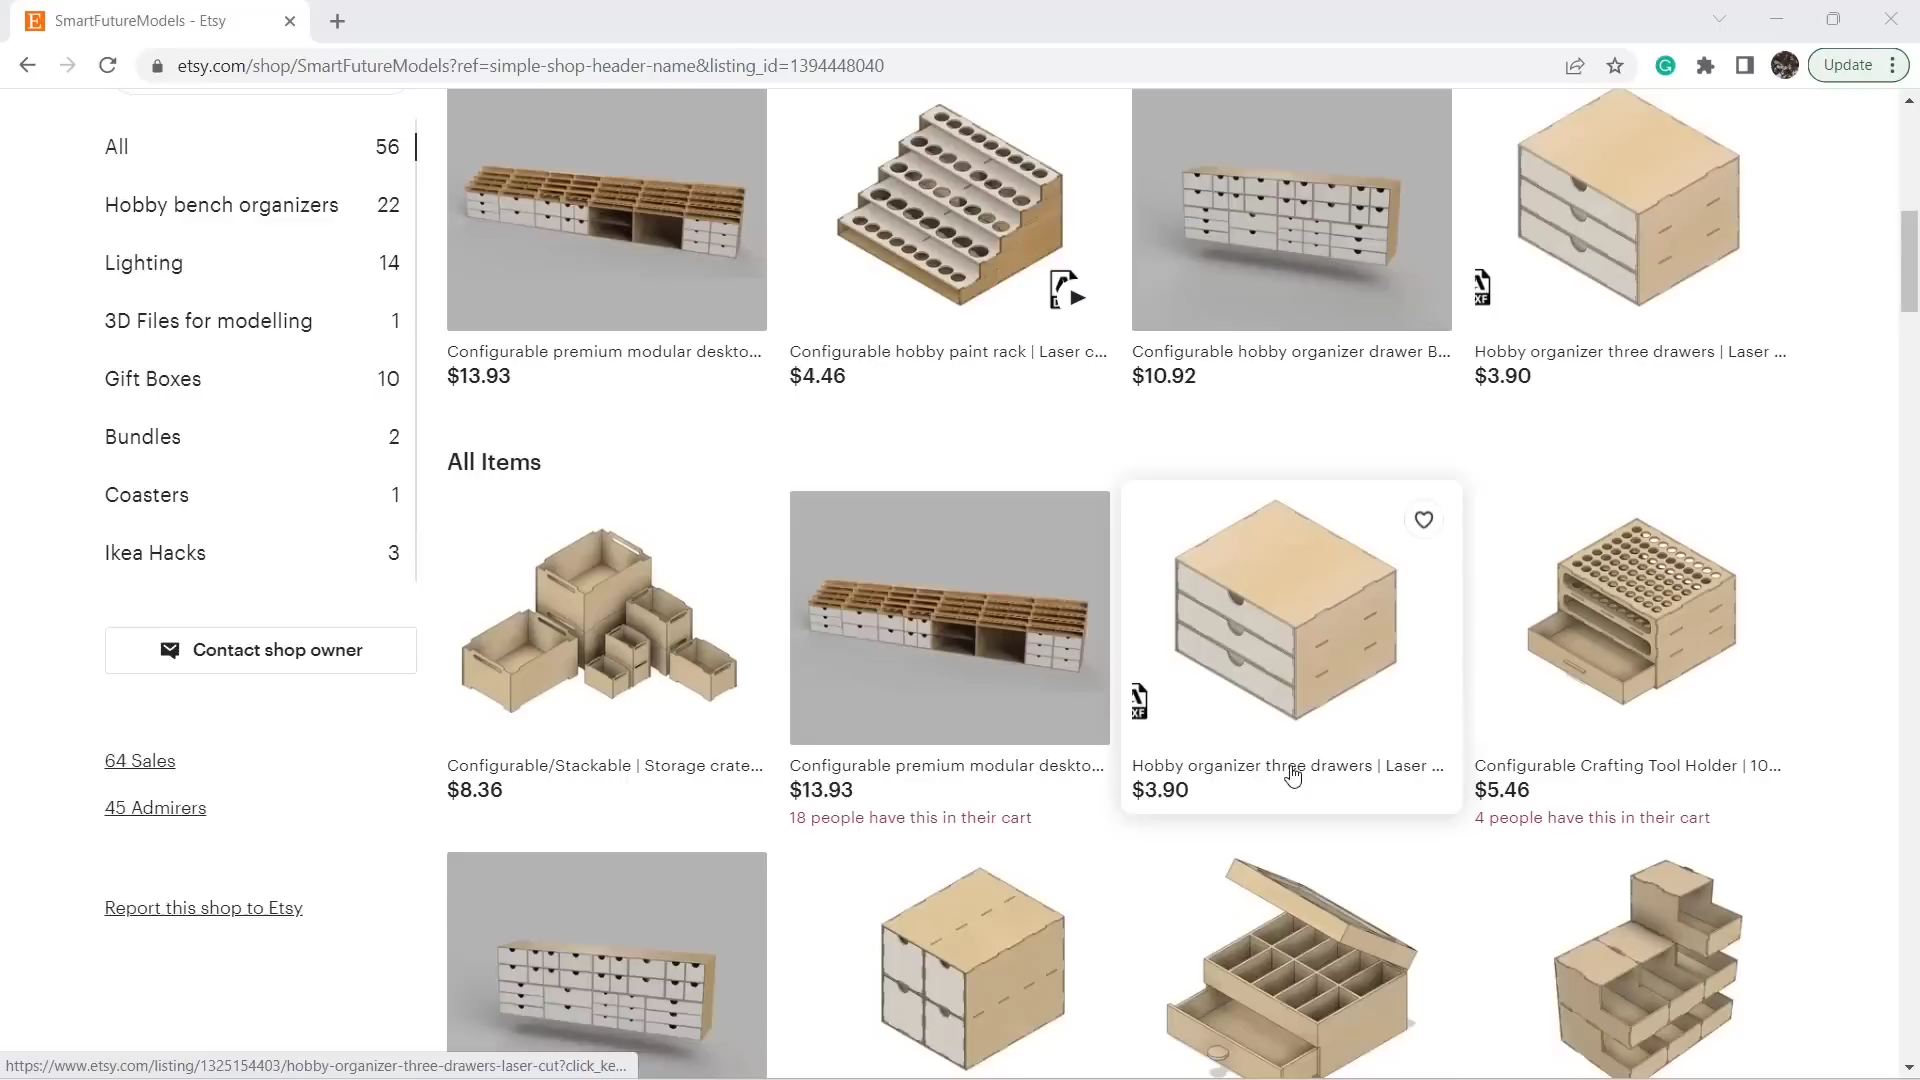 SmartFutureModels - Etsy
etsy.com/shop/SmartFutureModels?ref=simple-shop-header-name&listing_id=1394448040
Update
All 56
Hobby bench organizers 22
Lighting 14
3D Files for modelling 1
Gift Boxes 10
Bundles 2
Coasters 1
Ikea Hacks 3
Contact shop owner
64 Sales
45 Admirers
Report this shop to Etsy
Configurable premium modular deskto...
$13.93
Configurable hobby paint rack | Laser c...
$4.46
Configurable hobby organizer drawer B...
$10.92
XF
Hobby organizer three drawers | Laser ...
$3.90
All Items
Configurable/Stackable | Storage crate...
$8.36
Configurable premium modular deskto...
$13.93
18 people have this in their cart
XF
Hobby organizer three drawers | Laser ...
$3.90
Configurable Crafting Tool Holder | 10...
$5.46
4 people have this in their cart
https://www.etsy.com/listing/1325154403/hobby-organizer-three-drawers-laser-cut?click_ke...